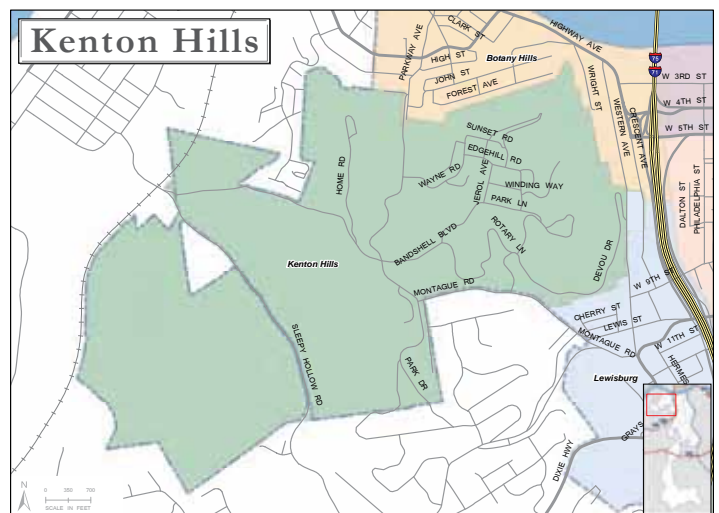 Kenton Hills
PARKWAY AVE
CLARK ST
HIGHWAY AVE
HIGH ST
Botany Hills
JOHN ST
FOREST AVE
WRIGHT ST
WESTERN AVE
CRESCENT AVE
75
71
W 3RD ST
W 4TH ST
W 5TH ST
SUNSET RD
EDGEHILL RD
WAYNE RD
JEROL AVE
WINDING WAY
PARK LN
HOME RD
DALTON ST
PHILADELPHIA ST
BANDSHELL BLVD
ROTARY LN
DEVOU DR
Kenton Hills
MONTAGUE RD
W 9TH ST
CHERRY ST
LEWIS ST
MONTAGUE RD
W 11TH ST
SLEEPY HOLLOW RD
PARK DR
HERMES
Lewisburg
GRAYS
DIXIE HWY
N
0 350 700
SCALE IN FEET